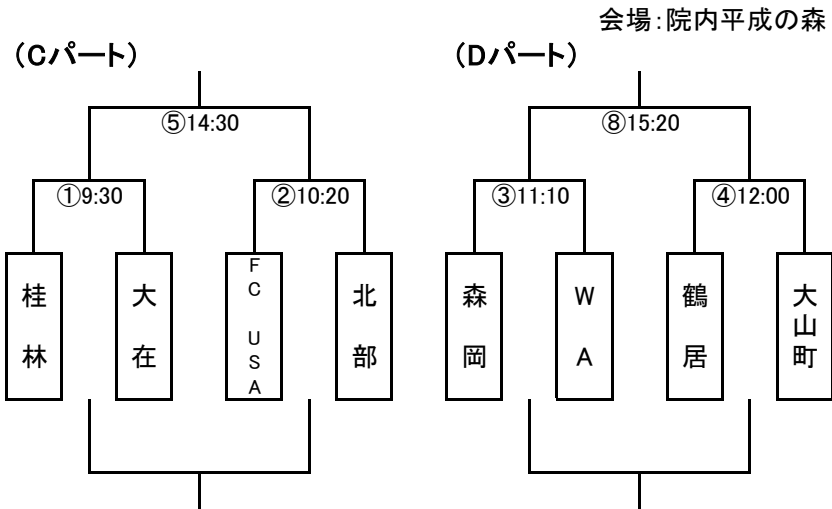 会場:院内平成の森
(Cパート)
(Dパート)
⑤14:30
⑧15:20
①9:30
②10:20
③11:10
④12:00
桂林
大在
FC USA
北部
森岡
WA
鶴居
大山町